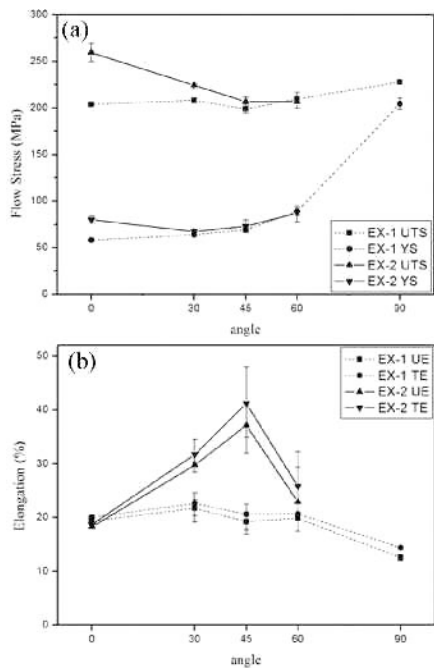 (a)
300
250
200
150
100
50
0
Flow Stress (MPa)
EX-1 UTS
EX-1 YS
EX-2 UTS
EX-2 YS
0 30 45 60 90
angle
(b)
50
40
30
20
10
0
Elongation (%)
EX-1 UE
EX-1 TE
EX-2 UE
EX-2 TE
0 30 45 60 90
angle